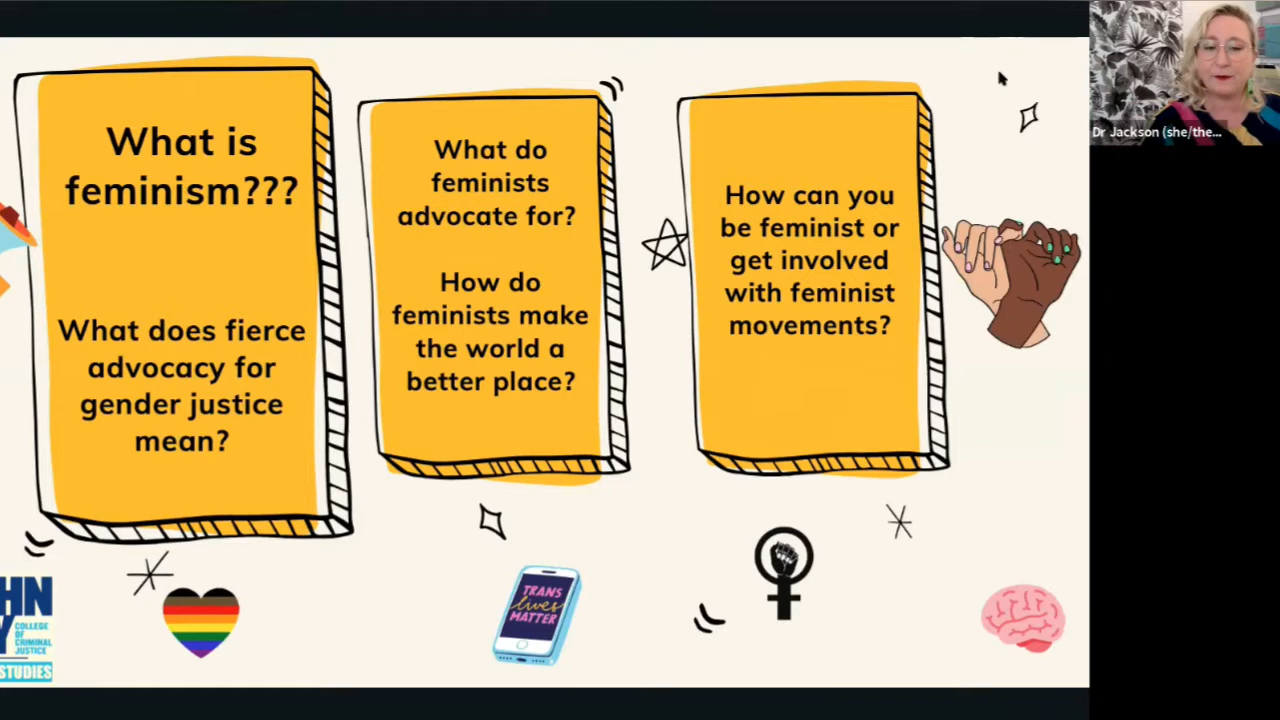 What is
feminism???
What does fierce
advocacy for
gender justice
mean?
What do
feminists
advocate for?
How do
feminists make
the world a
better place?
How can you
be feminist or
get involved
with feminist
movements?
Dr Jackson (she/the...
TRANS
lives
MATTER
HN
Y
COLLEGE
OF
CRIMINAL
JUSTICE
STUDIES